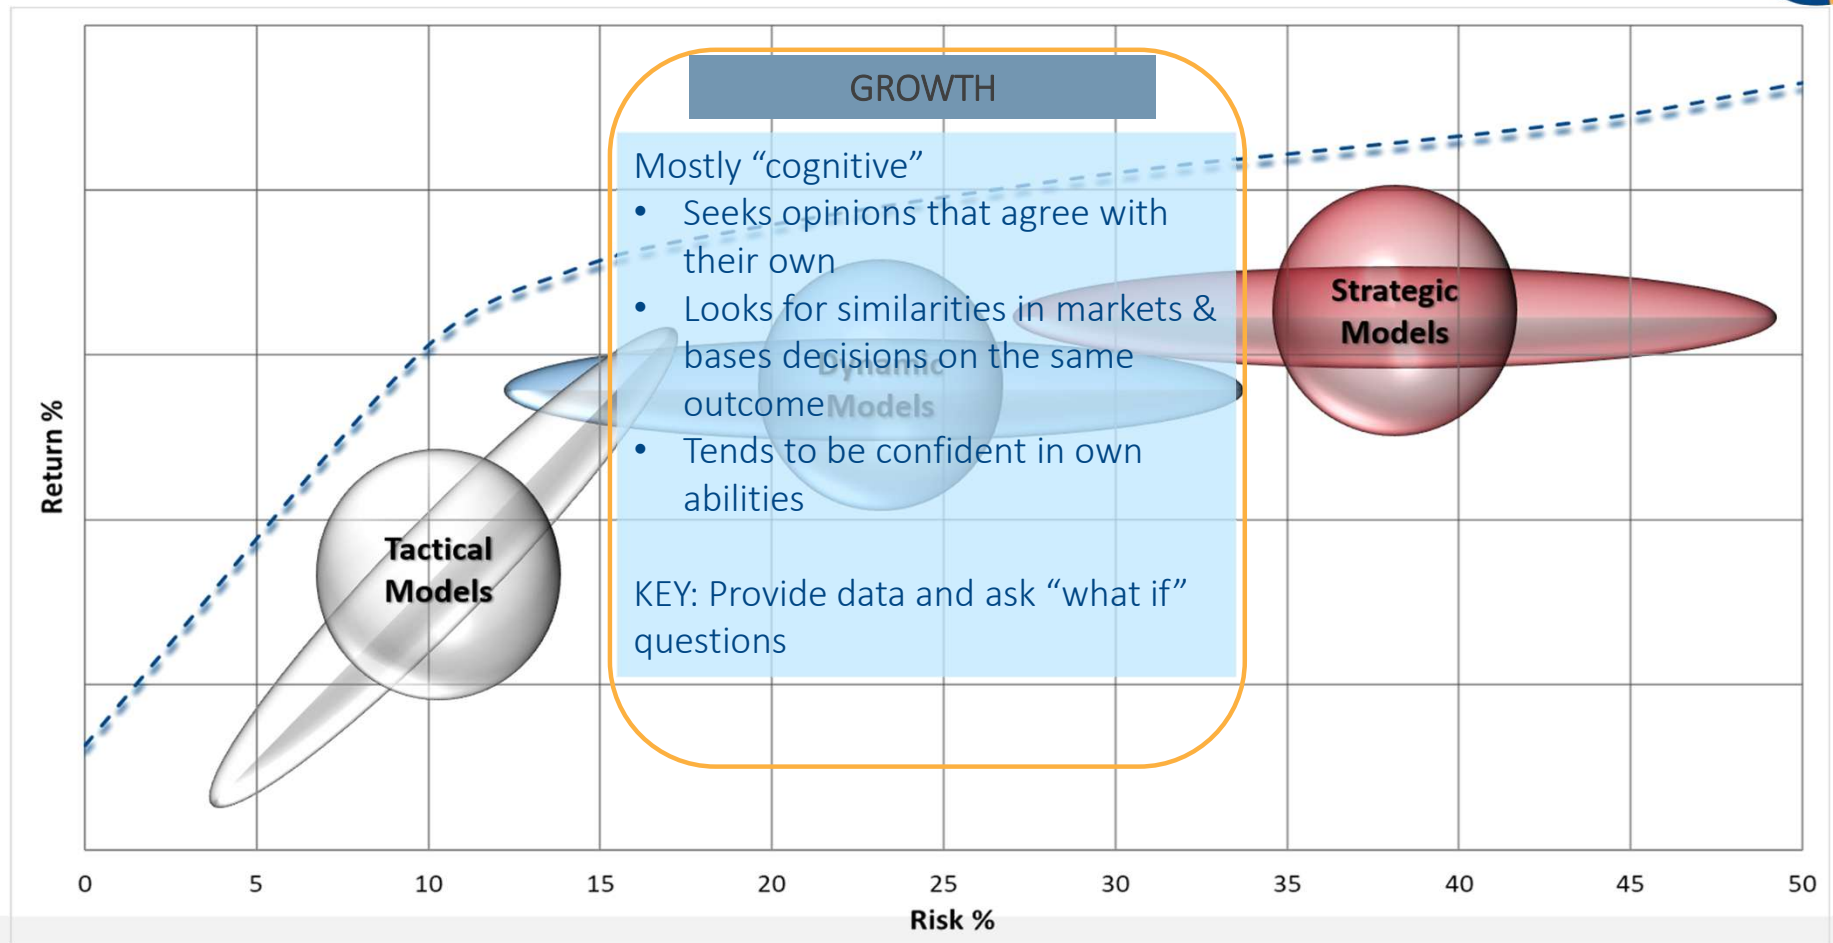 GROWTH
Mostly “cognitive”
• Seeks opinions that agree with
their own
• Looks for similarities in markets &
bases decisions on the same
outcome
• Tends to be confident in own
abilities
KEY: Provide data and ask “what if”
questions
Dynamic
Models
Strategic
Models
Tactical
Models
Return %
0 5 10 15 20 25 30 35 40 45 50
Risk %